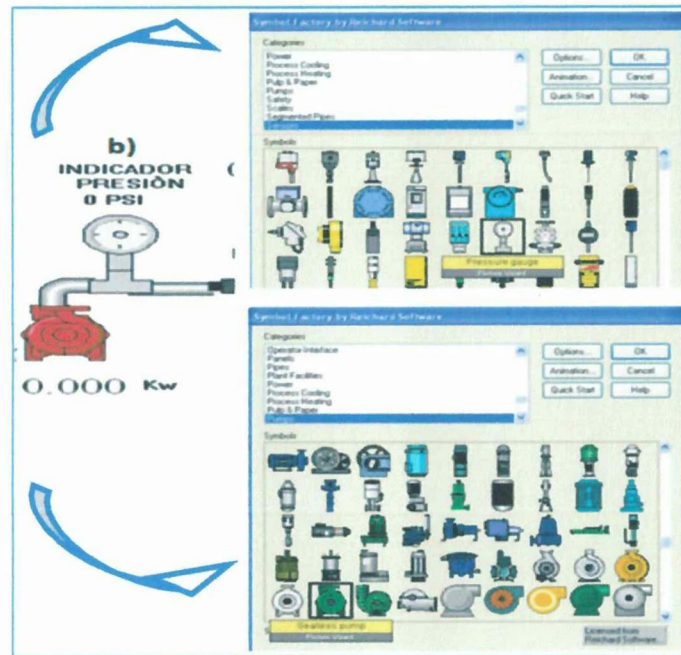 b)
INDICADOR
PRESIÒN
0 PSI
0.000 Kw
Symbol Factory by Reichard Software
Categories
Power
Process Cooling
Process Heating
Pulp & Paper
Pumps
Safety
Scales
Segmented Pipes
Sensors
Options...
OK
Animation...
Cancel
Quick Start
Help
Symbols
Pressure gauge
Symbol Factory by Reichard Software
Categories
Operator Interface
Panels
Pipes
Plant Facilities
Power
Process Cooling
Process Heating
Pulp & Paper
Pumps
Options...
OK
Animation...
Cancel
Quick Start
Help
Symbols
Sealless pump
Licensed from
Reichard Software...